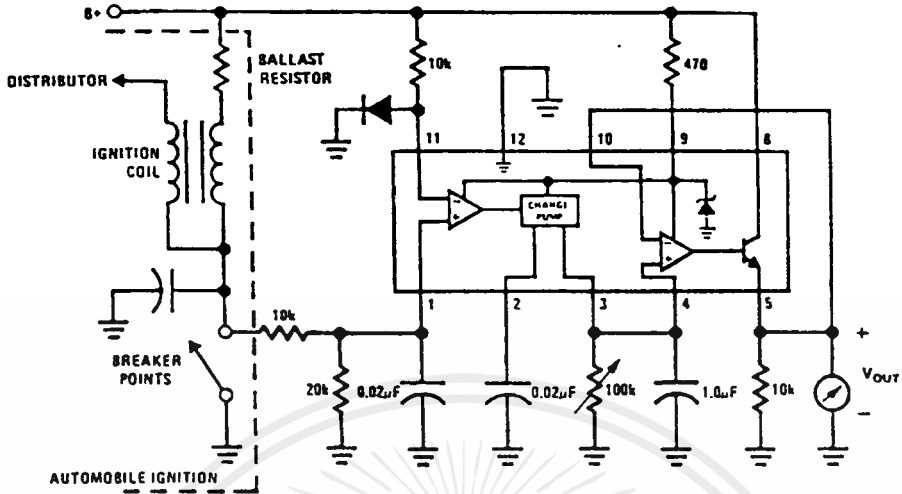 B+
BALLAST
RESISTOR
10k
470
DISTRIBUTOR
11
12
10
9
8
IGNITION
COIL
CHANGE
PUMP
1
2
3
4
5
10k
BREAKER
POINTS
20k
0.02µF
0.02µF
100k
1.0µF
10k
+
VOUT
−
AUTOMOBILE IGNITION